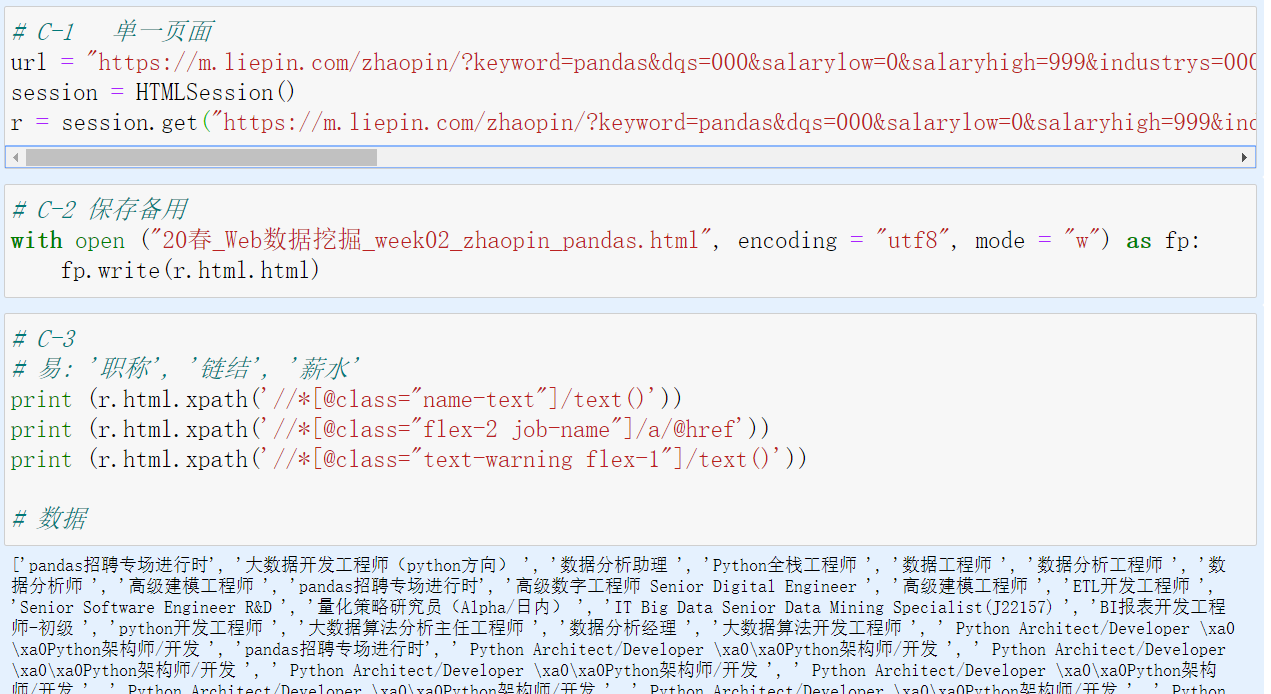 # C-1   单一页面
url = "https://m.liepin.com/zhaopin/?keyword=pandas&dqs=000&salarylow=0&salaryhigh=999&industrys=000
session = HTMLSession()
r = session.get("https://m.liepin.com/zhaopin/?keyword=pandas&dqs=000&salarylow=0&salaryhigh=999&ind
# C-2 保存备用
with open ("20春_Web数据挖掘_week02_zhaopin_pandas.html", encoding = "utf8", mode = "w") as fp:
    fp.write(r.html.html)
# C-3
# 易: '职称', '链结', '薪水'
print (r.html.xpath('//*[@class="name-text"]/text()'))
print (r.html.xpath('//*[@class="flex-2 job-name"]/a/@href'))
print (r.html.xpath('//*[@class="text-warning flex-1"]/text()'))
# 数据
['pandas招聘专场进行时', '大数据开发工程师（python方向） ', '数据分析助理 ', 'Python全栈工程师 ', '数据工程师 ', '数据分析工程师 ', '数
据分析师 ', '高级建模工程师 ', 'pandas招聘专场进行时', '高级数字工程师 Senior Digital Engineer ', '高级建模工程师 ', 'ETL开发工程师 ',
'Senior Software Engineer R&D ', '量化策略研究员（Alpha/日内） ', 'IT Big Data Senior Data Mining Specialist(J22157) ', 'BI报表开发工程
师-初级 ', 'python开发工程师 ', '大数据算法分析主任工程师 ', '数据分析经理 ', '大数据算法开发工程师 ', ' Python Architect/Developer \xa0
\xa0Python架构师/开发 ', 'pandas招聘专场进行时', ' Python Architect/Developer \xa0\xa0Python架构师/开发 ', ' Python Architect/Developer
\xa0\xa0Python架构师/开发 ', ' Python Architect/Developer \xa0\xa0Python架构师/开发 ', ' Python Architect/Developer \xa0\xa0Python架构
师/开发 ', ' Python Architect/Developer \xa0\xa0Python架构师/开发 ', ' Python Architect/Developer \xa0\xa0Python架构师/开发 ', ' Python